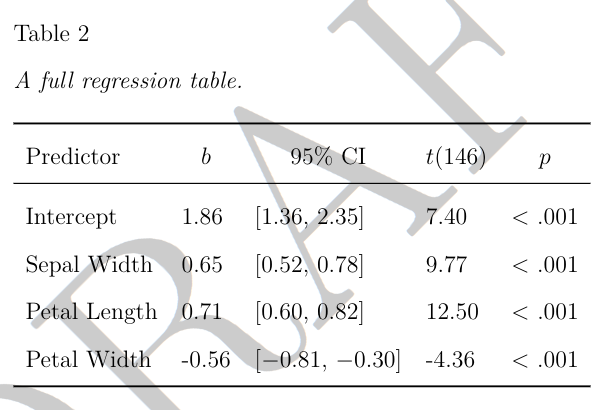 Table 2
A full regression table.
Predictor b 95% CI t(146) p
Intercept 1.86 [1.36, 2.35] 7.40 < .001
Sepal Width 0.65 [0.52, 0.78] 9.77 < .001
Petal Length 0.71 [0.60, 0.82] 12.50 < .001
Petal Width -0.56 [−0.81, −0.30] -4.36 < .001
DRAF